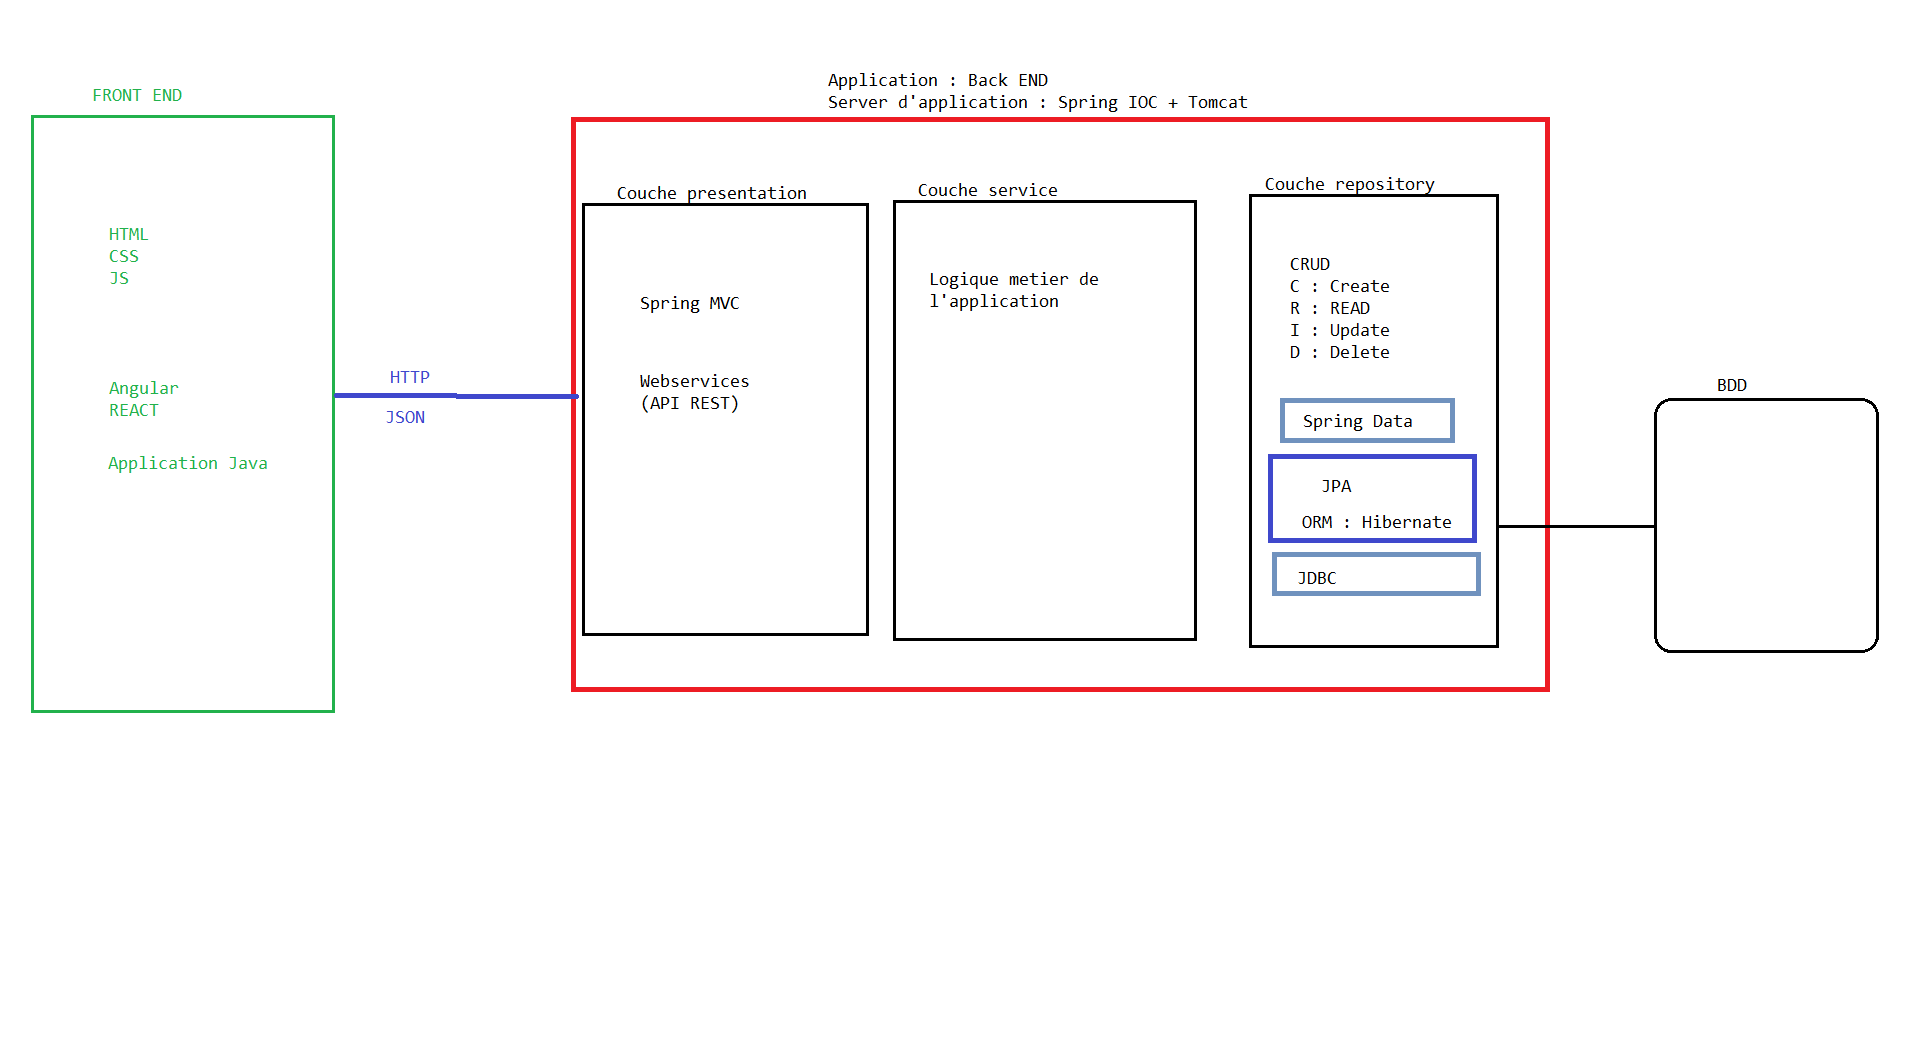 FRONT END
HTML
CSS
JS
Angular
REACT
Application Java
HTTP
JSON
Application : Back END
Server d'application : Spring IOC + Tomcat
Couche presentation
Spring MVC
Webservices
(API REST)
Couche service
Logique metier de
l'application
Couche repository
CRUD
C : Create
R : READ
I : Update
D : Delete
Spring Data
JPA
ORM : Hibernate
JDBC
BDD